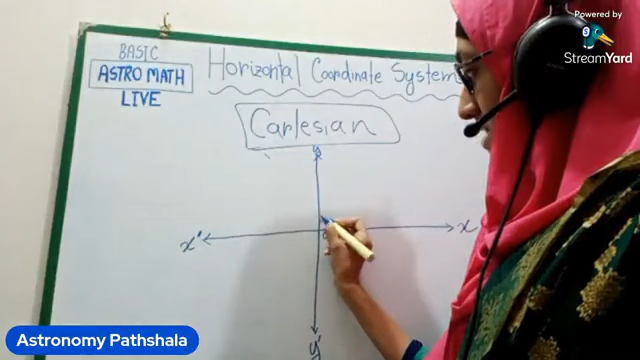 Powered by
StreamYard
BASIC
ASTRO MATH
LIVE
Horizontal Coordinate System
Cartesian
y
x'
x
y'
Astronomy Pathshala